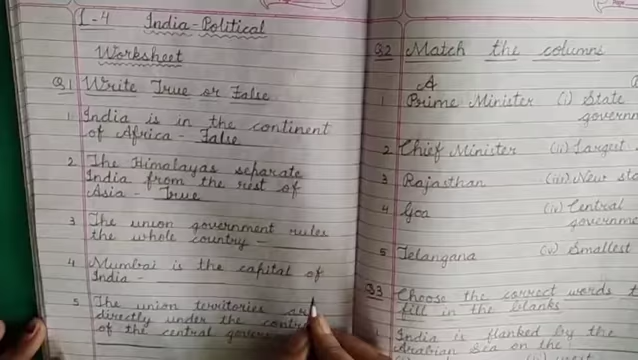 L-4 India-Political
Worksheet
Q1 Write True or False
1 India is in the continent
of Africa - False
2 The Himalayas separate
India from the rest of
Asia - True
3 The union government rules
the whole country -
4 Mumbai is the capital of
India -
5 The union territories are
directly under the
of the central
Q2 Match the columns
A
1 Prime Minister (i) State
2 Chief Minister (ii) Largest
3 Rajasthan (iii) New
4 Goa (iv) Central
5 Telangana (v) Smallest
Q3 Choose the correct words
fill in the blanks
1 India is flanked by the
Arabian sea on the